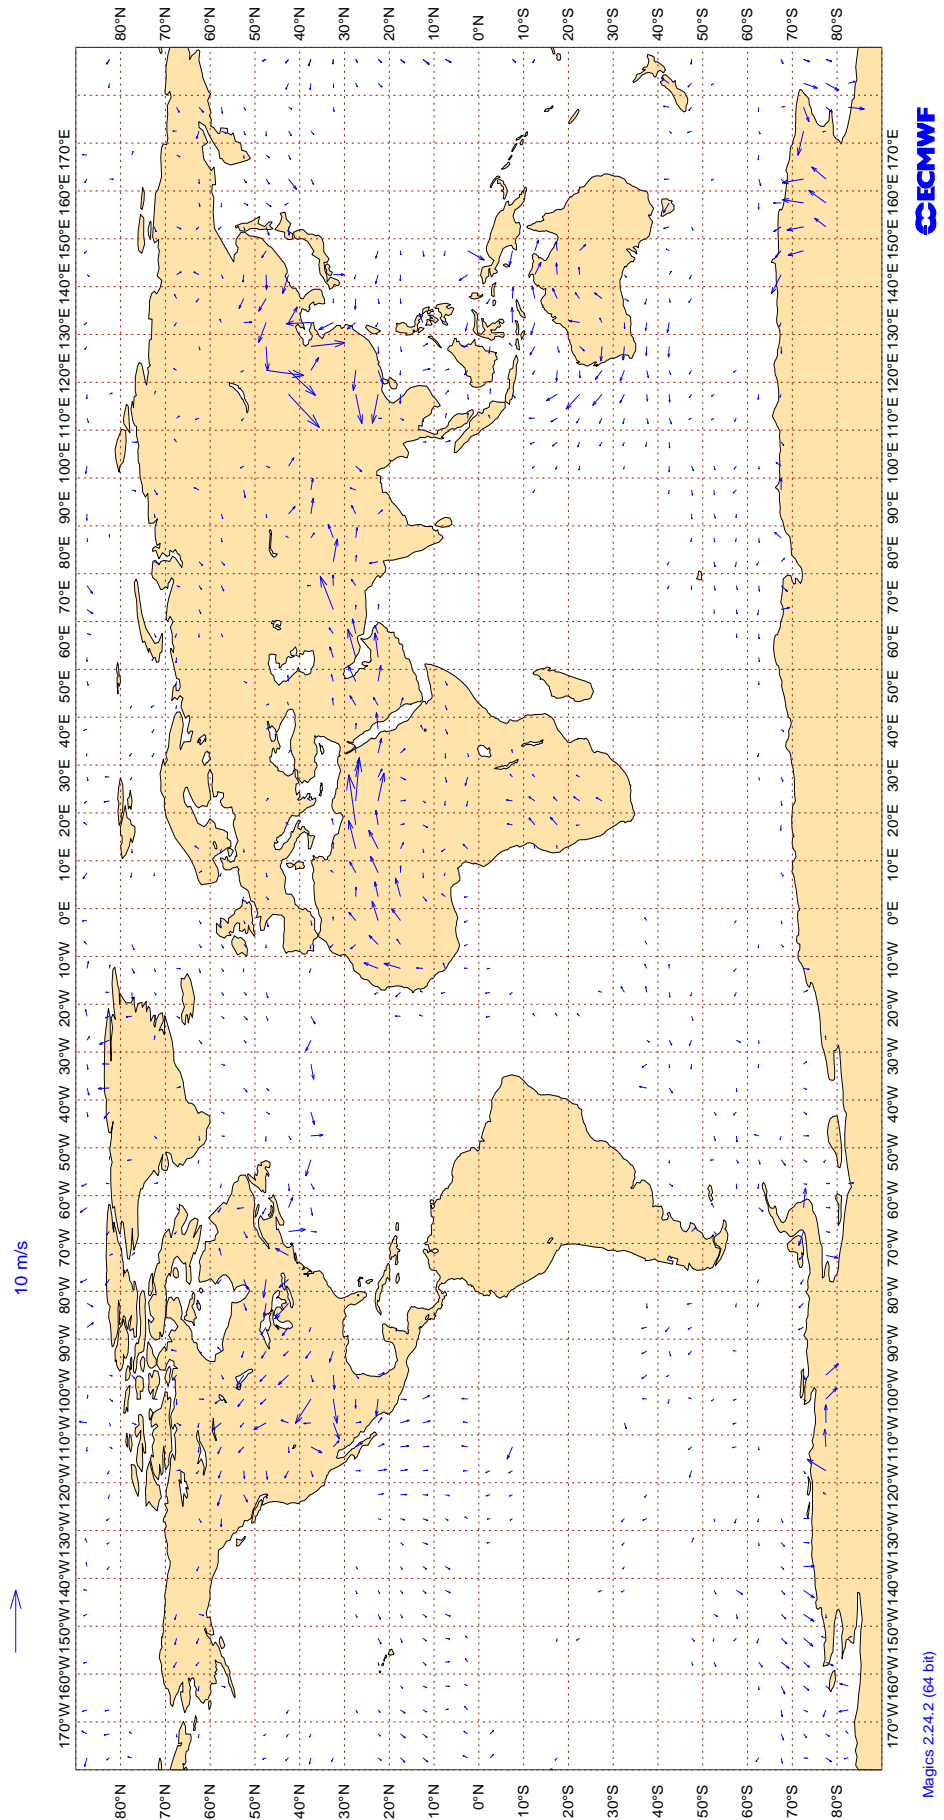 10 m/s
80°N
70°N
60°N
50°N
40°N
30°N
20°N
10°N
0°N
10°S
20°S
30°S
40°S
50°S
60°S
70°S
80°S
170°W 160°W 150°W 140°W 130°W 120°W 110°W 100°W 90°W 80°W 70°W 60°W 50°W 40°W 30°W 20°W 10°W 0°E 10°E 20°E 30°E 40°E 50°E 60°E 70°E 80°E 90°E 100°E 110°E 120°E 130°E 140°E 150°E 160°E 170°E
80°N
70°N
60°N
50°N
40°N
30°N
20°N
10°N
0°N
10°S
20°S
30°S
40°S
50°S
60°S
70°S
80°S
170°W 160°W 150°W 140°W 130°W 120°W 110°W 100°W 90°W 80°W 70°W 60°W 50°W 40°W 30°W 20°W 10°W 0°E 10°E 20°E 30°E 40°E 50°E 60°E 70°E 80°E 90°E 100°E 110°E 120°E 130°E 140°E 150°E 160°E 170°E
Magics 2.24.2 (64 bit)
ECMWF